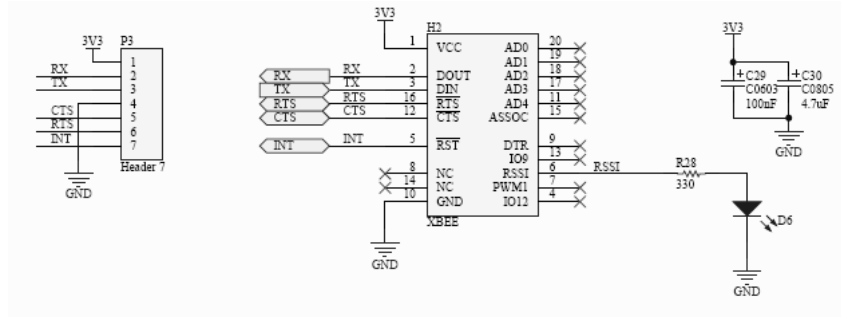 3V3
P3
1
RX 2
TX 3
4
CTS 5
RTS 6
INT 7
Header 7
GND
3V3
H2
1 VCC AD0 20
AD1 19
RX RX 2 DOUT AD2 18
TX TX 3 DIN AD3 17
RTS RTS 16 RTS AD4 11
CTS CTS 12 CTS ASSOC 15
INT INT 5 RST DTR 9
IO9 13
8 NC RSSI 6 RSSI
14 NC PWM1 7
10 GND IO12 4
XBEE
GND
R28
330
D6
GND
3V3
C29
C0603
100nF
C30
C0805
4.7uF
GND